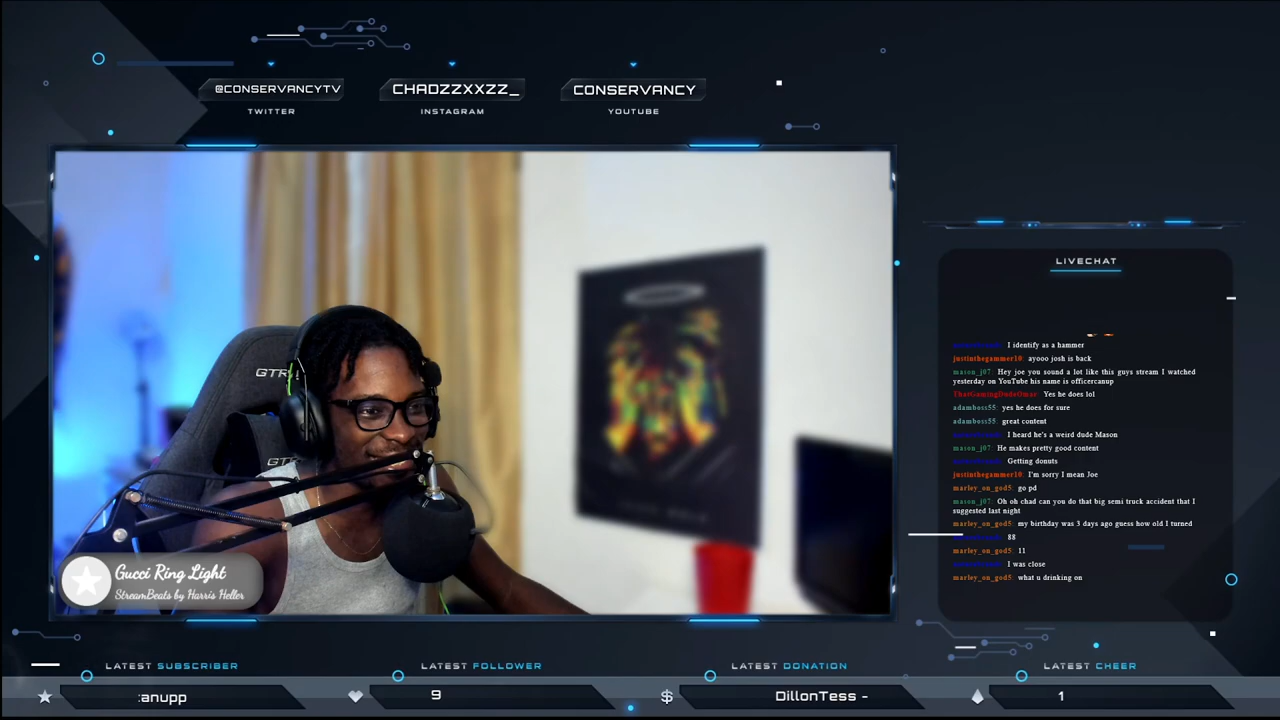 @CONSERVANCYTV
TWITTER
CHADZZXXZZ_
INSTAGRAM
CONSERVANCY
YOUTUBE
GTR
GT
Gucci Ring Light
StreamBeats by Harris Heller
LIVECHAT
I identify as a hammer
justinthegammer10: ayooo josh is back
mason_j07: Hey joe you sound a lot like this guys stream I watched
yesterday on YouTube his name is officercanup
ThatGamingDudeOmac: Yes he does lol
adamboss55: yes he does for sure
adamboss55: great content
I heard he's a weird dude Mason
mason_j07: He makes pretty good content
Getting donuts
justinthegammer10: I'm sorry I mean Joe
marley_on_god5: go pd
mason_j07: Oh oh chad can you do that big semi truck accident that I
suggested last night
marley_on_god5: my birthday was 3 days ago guess how old I turned
88
marley_on_god5: 11
I was close
marley_on_god5: what u drinking on
LATEST SUBSCRIBER
:anupp
LATEST FOLLOWER
9
LATEST DONATION
$ DillonTess -
LATEST CHEER
1